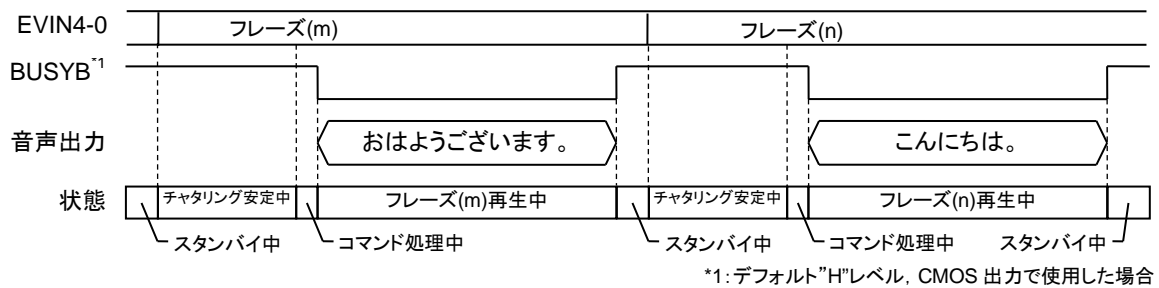 EVIN4-0 フレーズ(m) フレーズ(n)
BUSYB*1
音声出力 おはようございます。 こんにちは。
状態 チャタリング安定中 フレーズ(m)再生中 チャタリング安定中 フレーズ(n)再生中
スタンバイ中 コマンド処理中 スタンバイ中 コマンド処理中 スタンバイ中
*1:デフォルト”H”レベル, CMOS 出力で使用した場合